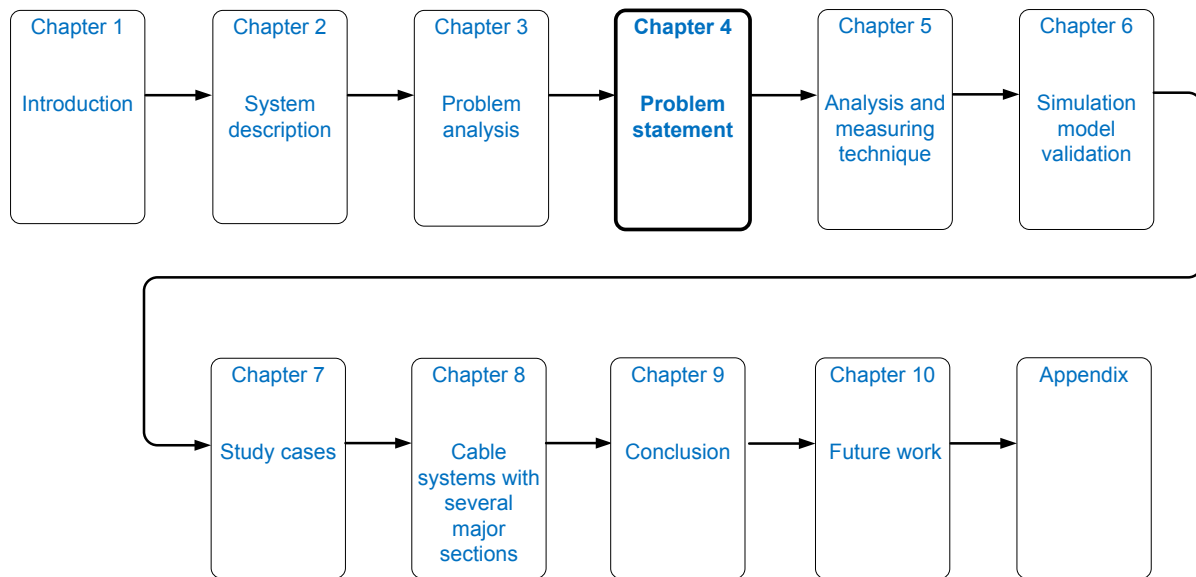 Chapter 1
Introduction
Chapter 2
System
description
Chapter 3
Problem
analysis
Chapter 4
Problem
statement
Chapter 5
Analysis and
measuring
technique
Chapter 6
Simulation
model
validation
Chapter 7
Study cases
Chapter 8
Cable
systems with
several
major
sections
Chapter 9
Conclusion
Chapter 10
Future work
Appendix